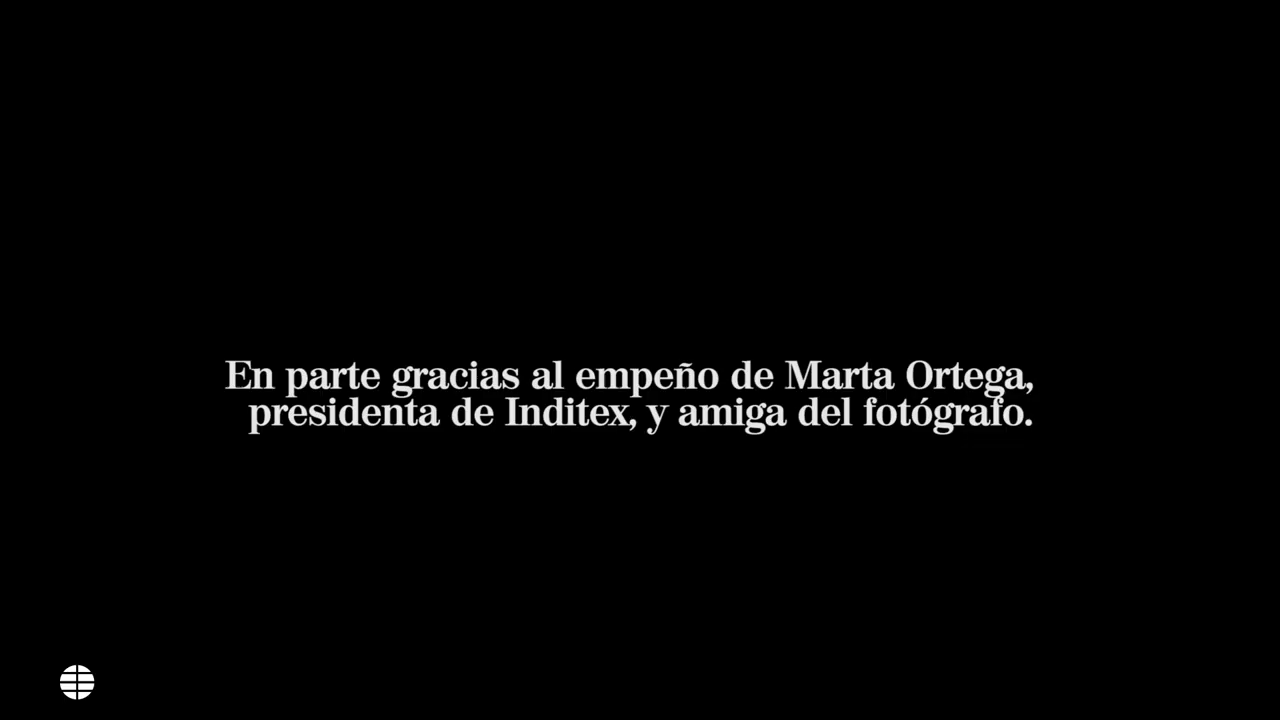 En parte gracias al empeño de Marta Ortega,
presidenta de Inditex, y amiga del fotógrafo.